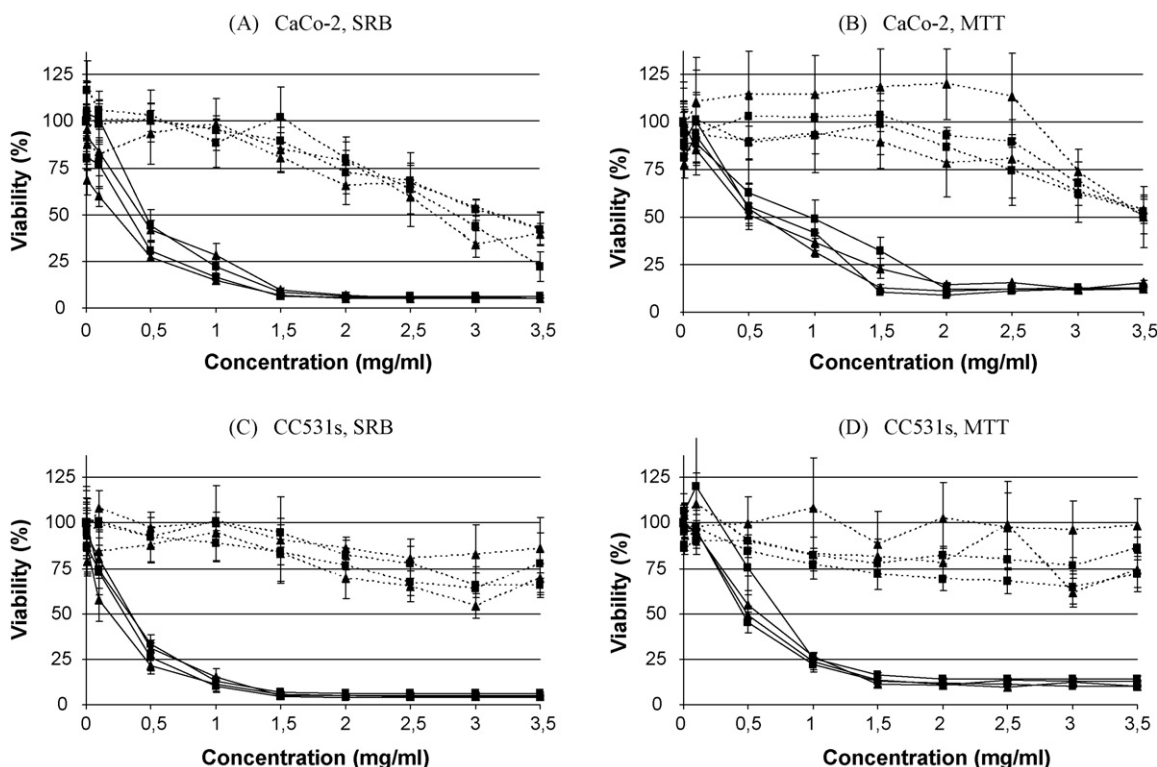 (A) CaCo-2, SRB
Viability (%)
125
100
75
50
25
0
0 0,5 1 1,5 2 2,5 3 3,5
Concentration (mg/ml)
(B) CaCo-2, MTT
Viability (%)
125
100
75
50
25
0
0 0,5 1 1,5 2 2,5 3 3,5
Concentration (mg/ml)
(C) CC531s, SRB
Viability (%)
125
100
75
50
25
0
0 0,5 1 1,5 2 2,5 3 3,5
Concentration (mg/ml)
(D) CC531s, MTT
Viability (%)
125
100
75
50
25
0
0 0,5 1 1,5 2 2,5 3 3,5
Concentration (mg/ml)